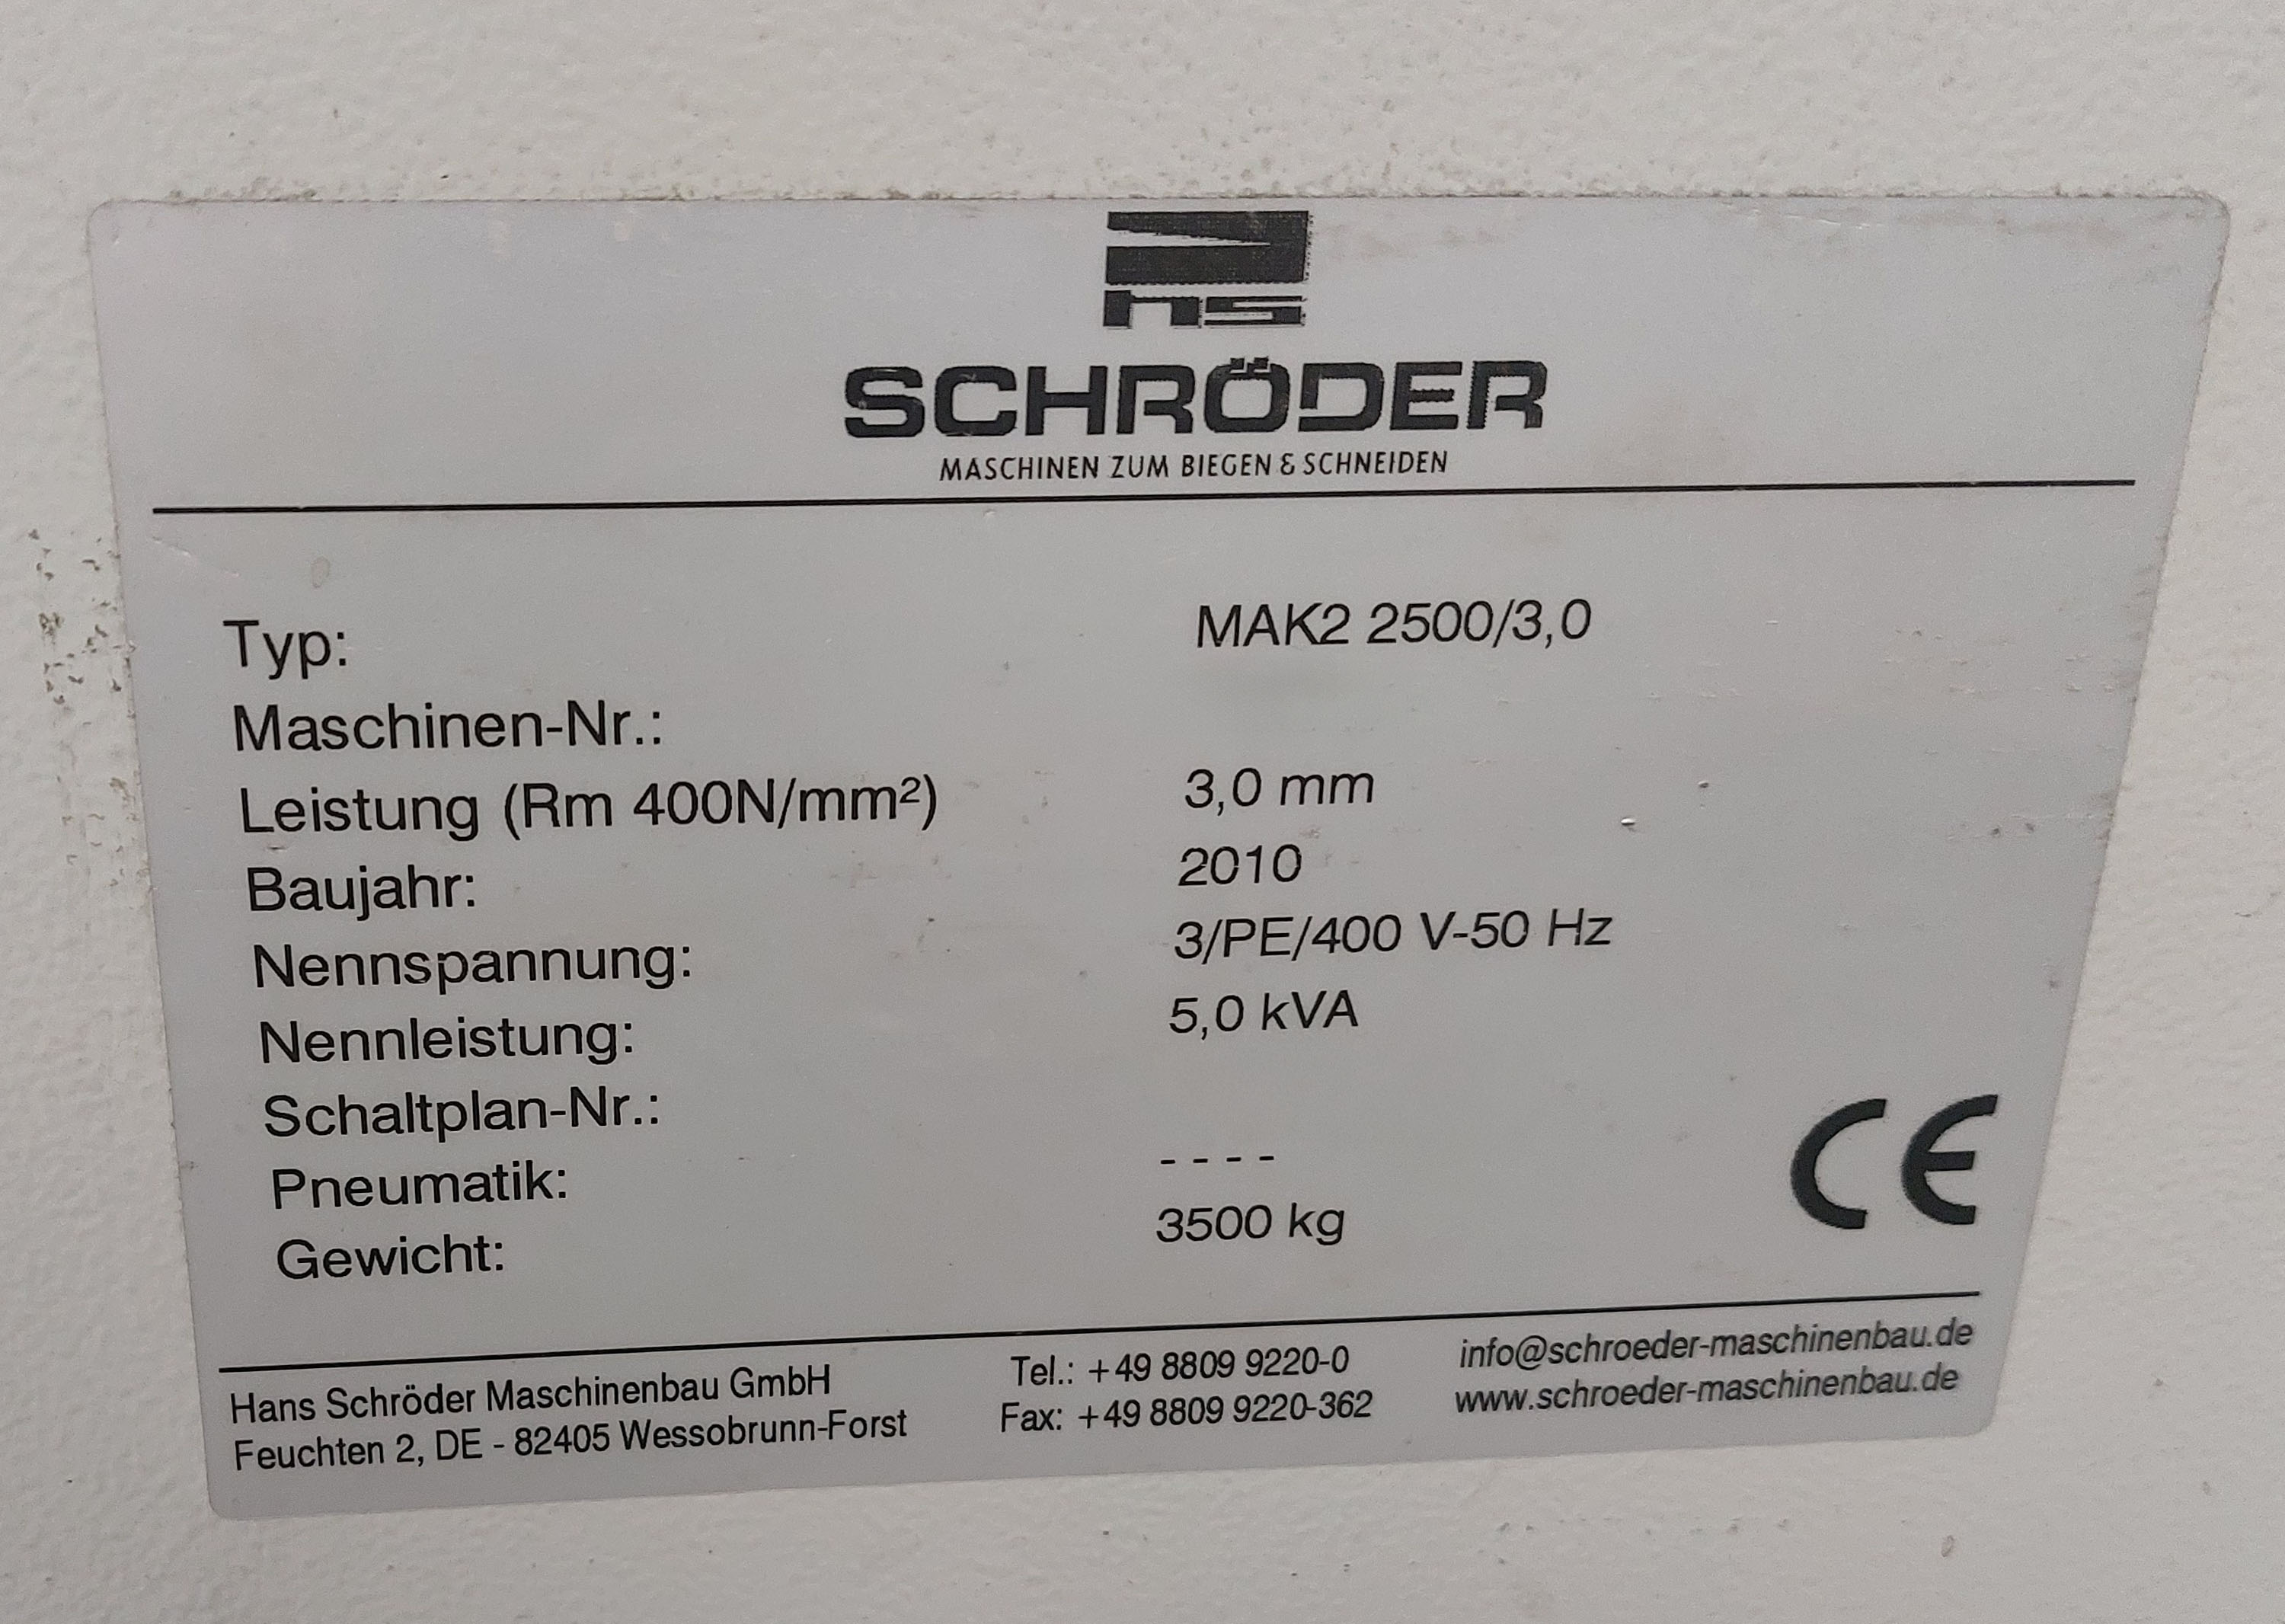 hs
SCHRÖDER
MASCHINEN ZUM BIEGEN & SCHNEIDEN
Typ: MAK2 2500/3,0
Maschinen-Nr.:
Leistung (Rm 400N/mm²) 3,0 mm
Baujahr: 2010
Nennspannung: 3/PE/400 V-50 Hz
Nennleistung: 5,0 kVA
Schaltplan-Nr.:
Pneumatik: - - - -
Gewicht: 3500 kg
CE
Hans Schröder Maschinenbau GmbH Tel.: +49 8809 9220-0 info@schroeder-maschinenbau.de
Feuchten 2, DE - 82405 Wessobrunn-Forst Fax: +49 8809 9220-362 www.schroeder-maschinenbau.de